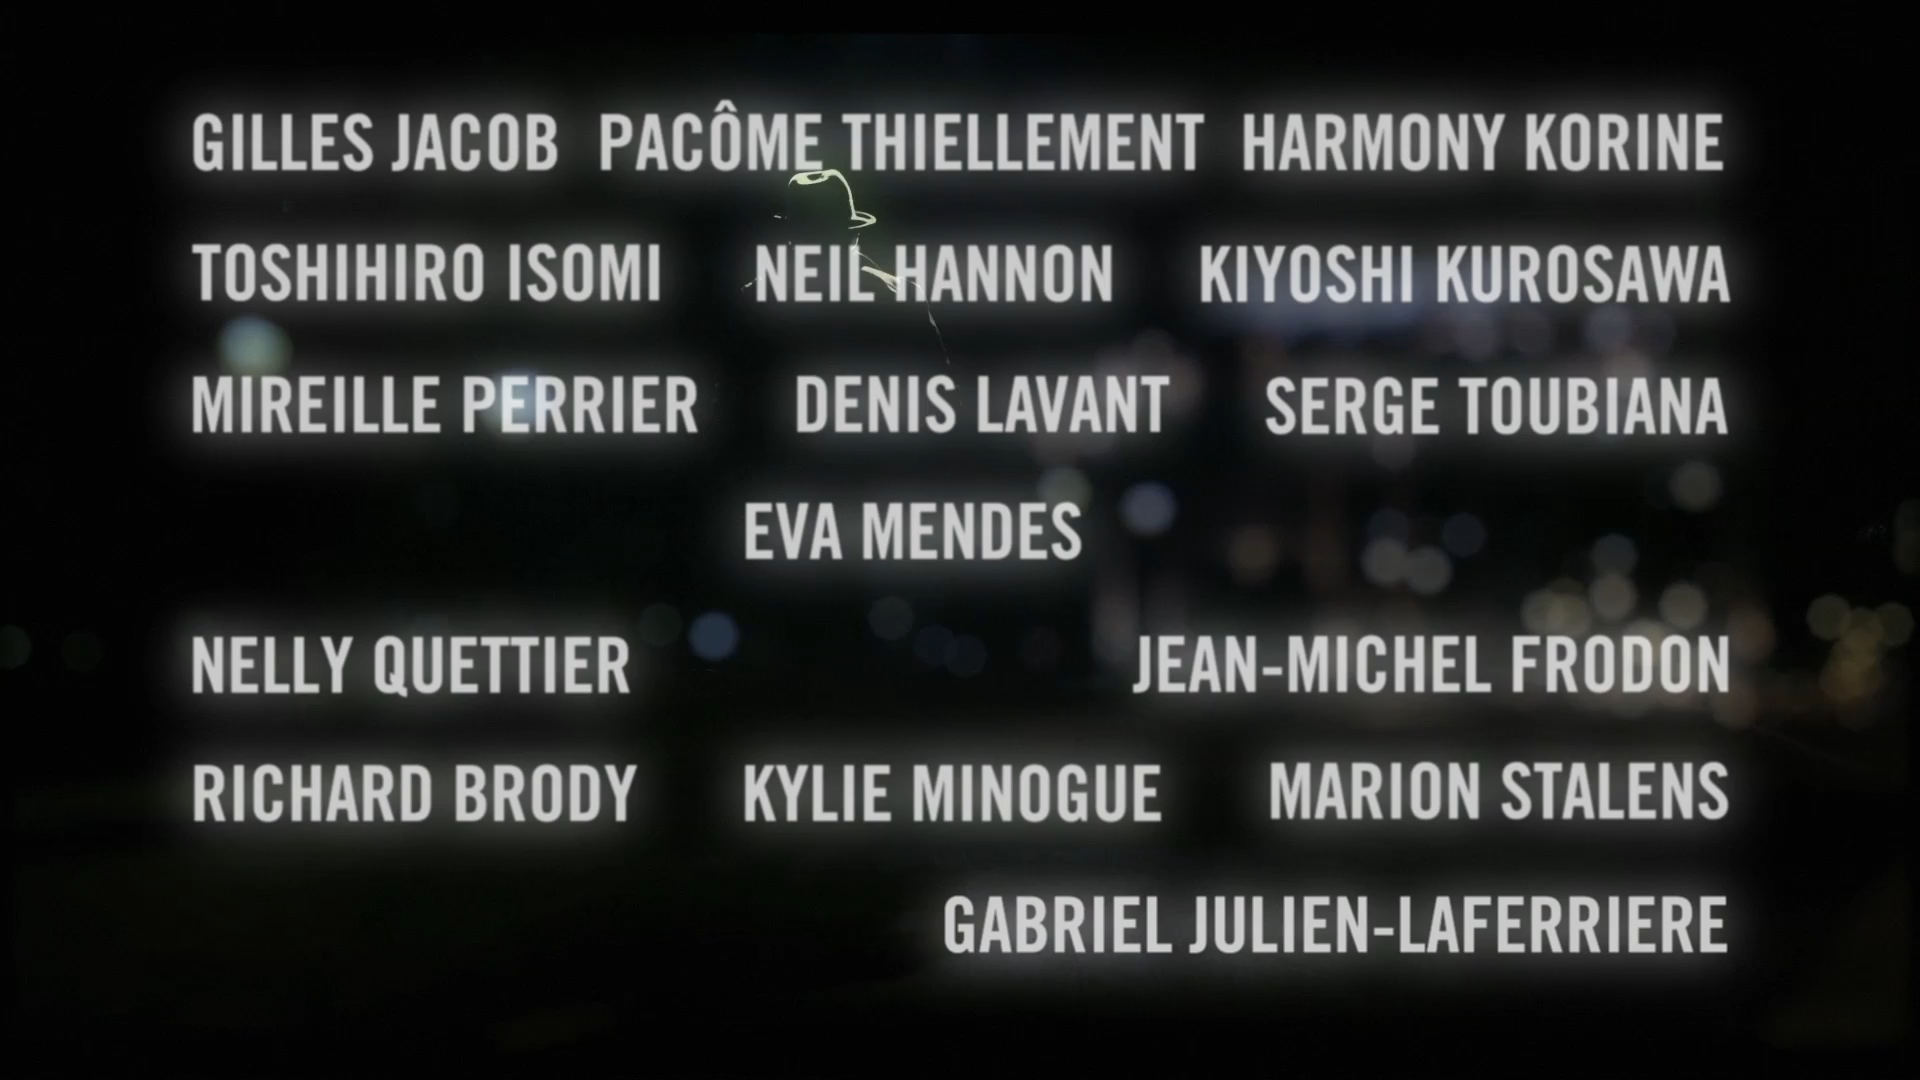 GILLES JACOB PACÔME THIELLEMENT HARMONY KORINE
TOSHIHIRO ISOMI NEIL HANNON KIYOSHI KUROSAWA
MIREILLE PERRIER DENIS LAVANT SERGE TOUBIANA
EVA MENDES
NELLY QUETTIER JEAN-MICHEL FRODON
RICHARD BRODY KYLIE MINOGUE MARION STALENS
GABRIEL JULIEN-LAFERRIERE